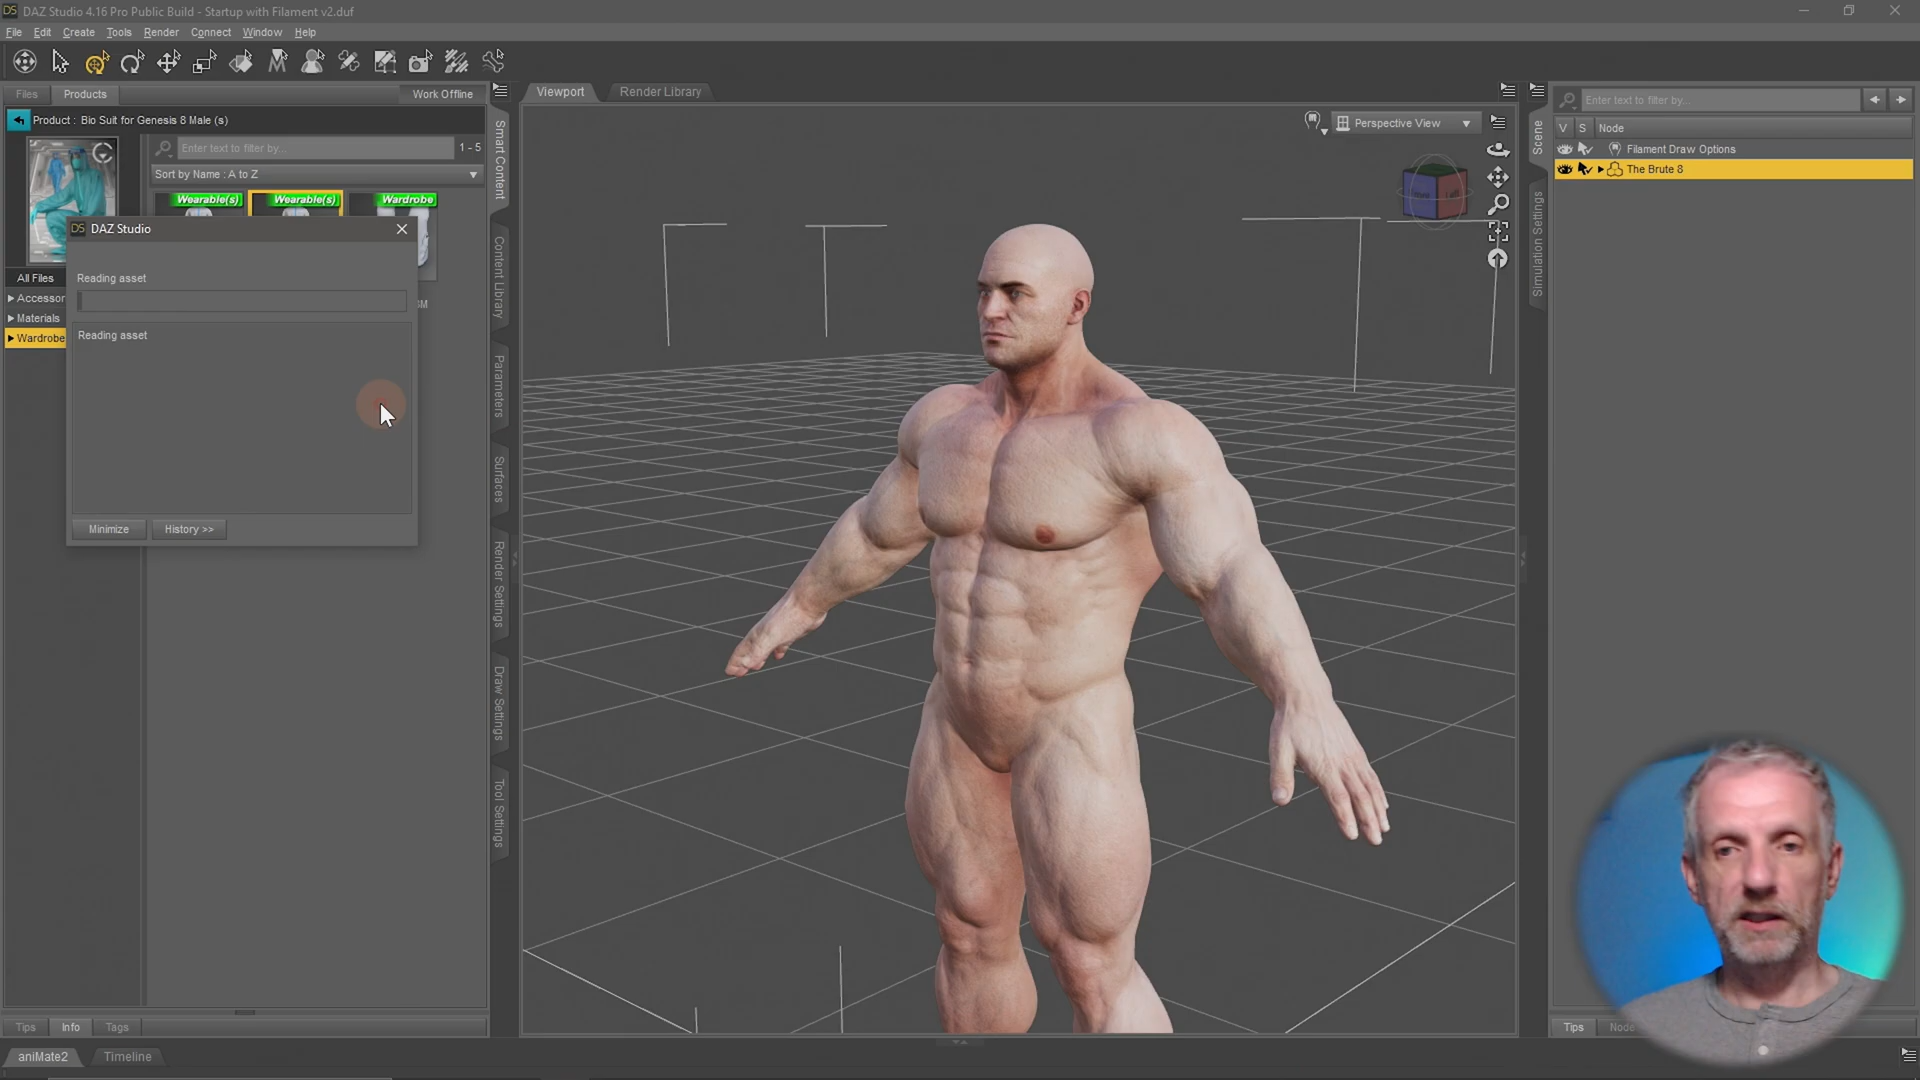 DS DAZ Studio 4.16 Pro Public Build - Startup with Filament v2.duf
File Edit Create Tools Render Connect Window Help
Files Products Work Offline
Product : Bio Suit for Genesis 8 Male (s)
Enter text to filter by... 1 - 5
Sort by Name : A to Z
Wearable(s) Wearable(s) Wardrobe
DS DAZ Studio
Reading asset
Reading asset
Minimize History >>
All Files
Accessor
Materials
Wardrobe
Tips Info Tags
aniMate2 Timeline
Smart Content
Content Library
Parameters
Surfaces
Render Settings
Draw Settings
Tool Settings
Viewport Render Library
Perspective View
Scene
Simulation Settings
Enter text to filter by...
V S Node
Filament Draw Options
The Brute 8
Tips Node